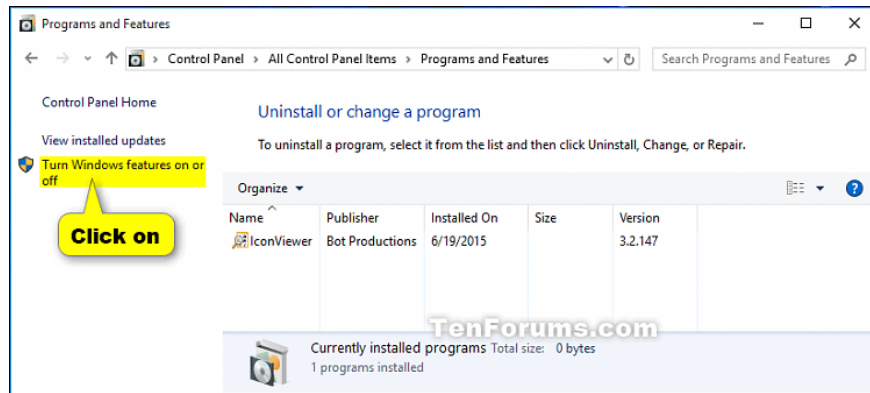 Programs and Features
Control Panel > All Control Panel Items > Programs and Features
Search Programs and Features
Control Panel Home
View installed updates
Turn Windows features on or
off
Click on
Uninstall or change a program
To uninstall a program, select it from the list and then click Uninstall, Change, or Repair.
Organize
Name Publisher Installed On Size Version
IconViewer Bot Productions 6/19/2015 3.2.147
TenForums.com
Currently installed programs Total size: 0 bytes
1 programs installed